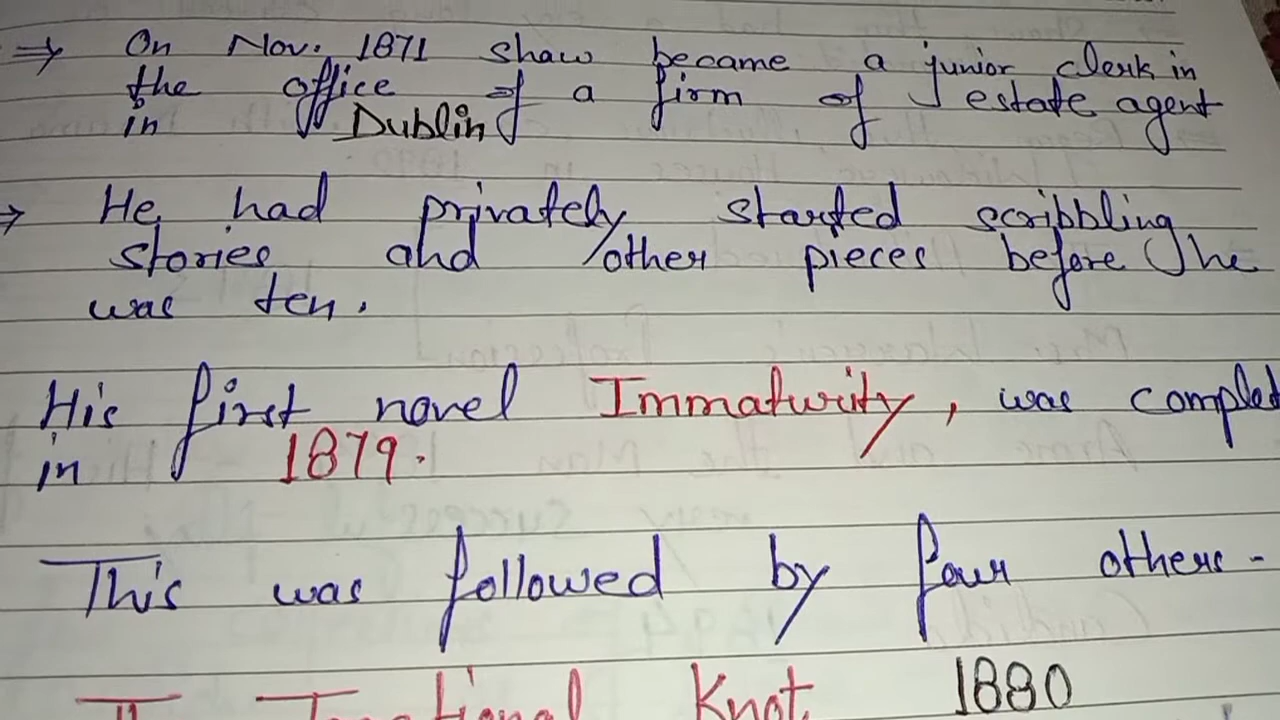 ⇒ On Nov. 1871 shaw became a junior clerk in
the office of a firm of estate agent
in Dublin
→ He had privately started scribbling
stories and other pieces before he
was ten.
His first novel Immaturity, was complet
in 1879.
This was followed by four others -
Knot 1880